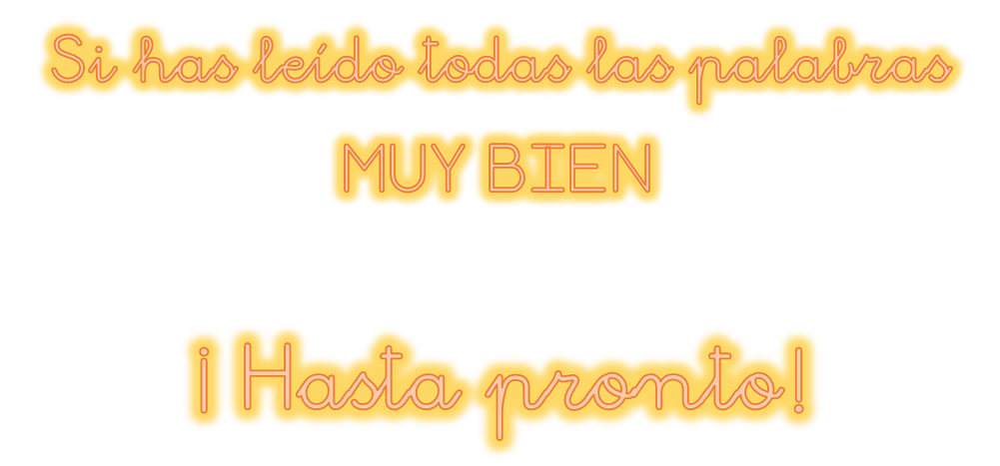 Si has leído todas las palabras
MUY BIEN
¡Hasta pronto!